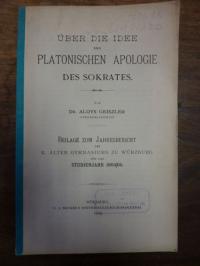 ÜBER DIE IDEE
DER
PLATONISCHEN APOLOGIE
DES SOKRATES.
VON
DR. ALOYS GEISZLER
BEILAGE ZUM JAHRESBERICHT
DES
K. ALTEN GYMNASIUMS ZU WÜRZBURG
FÜR DAS
STUDIENJAHR
WÜRZBURG.